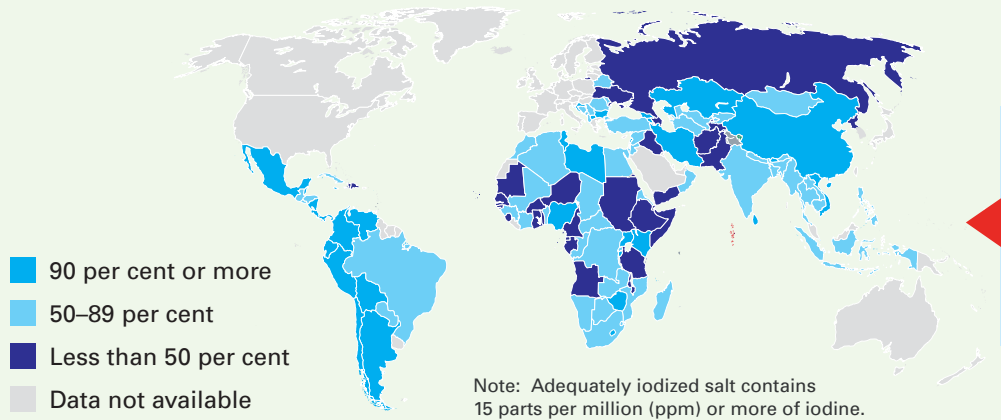 90 per cent or more
50–89 per cent
Less than 50 per cent
Data not available
Note: Adequately iodized salt contains
15 parts per million (ppm) or more of iodine.